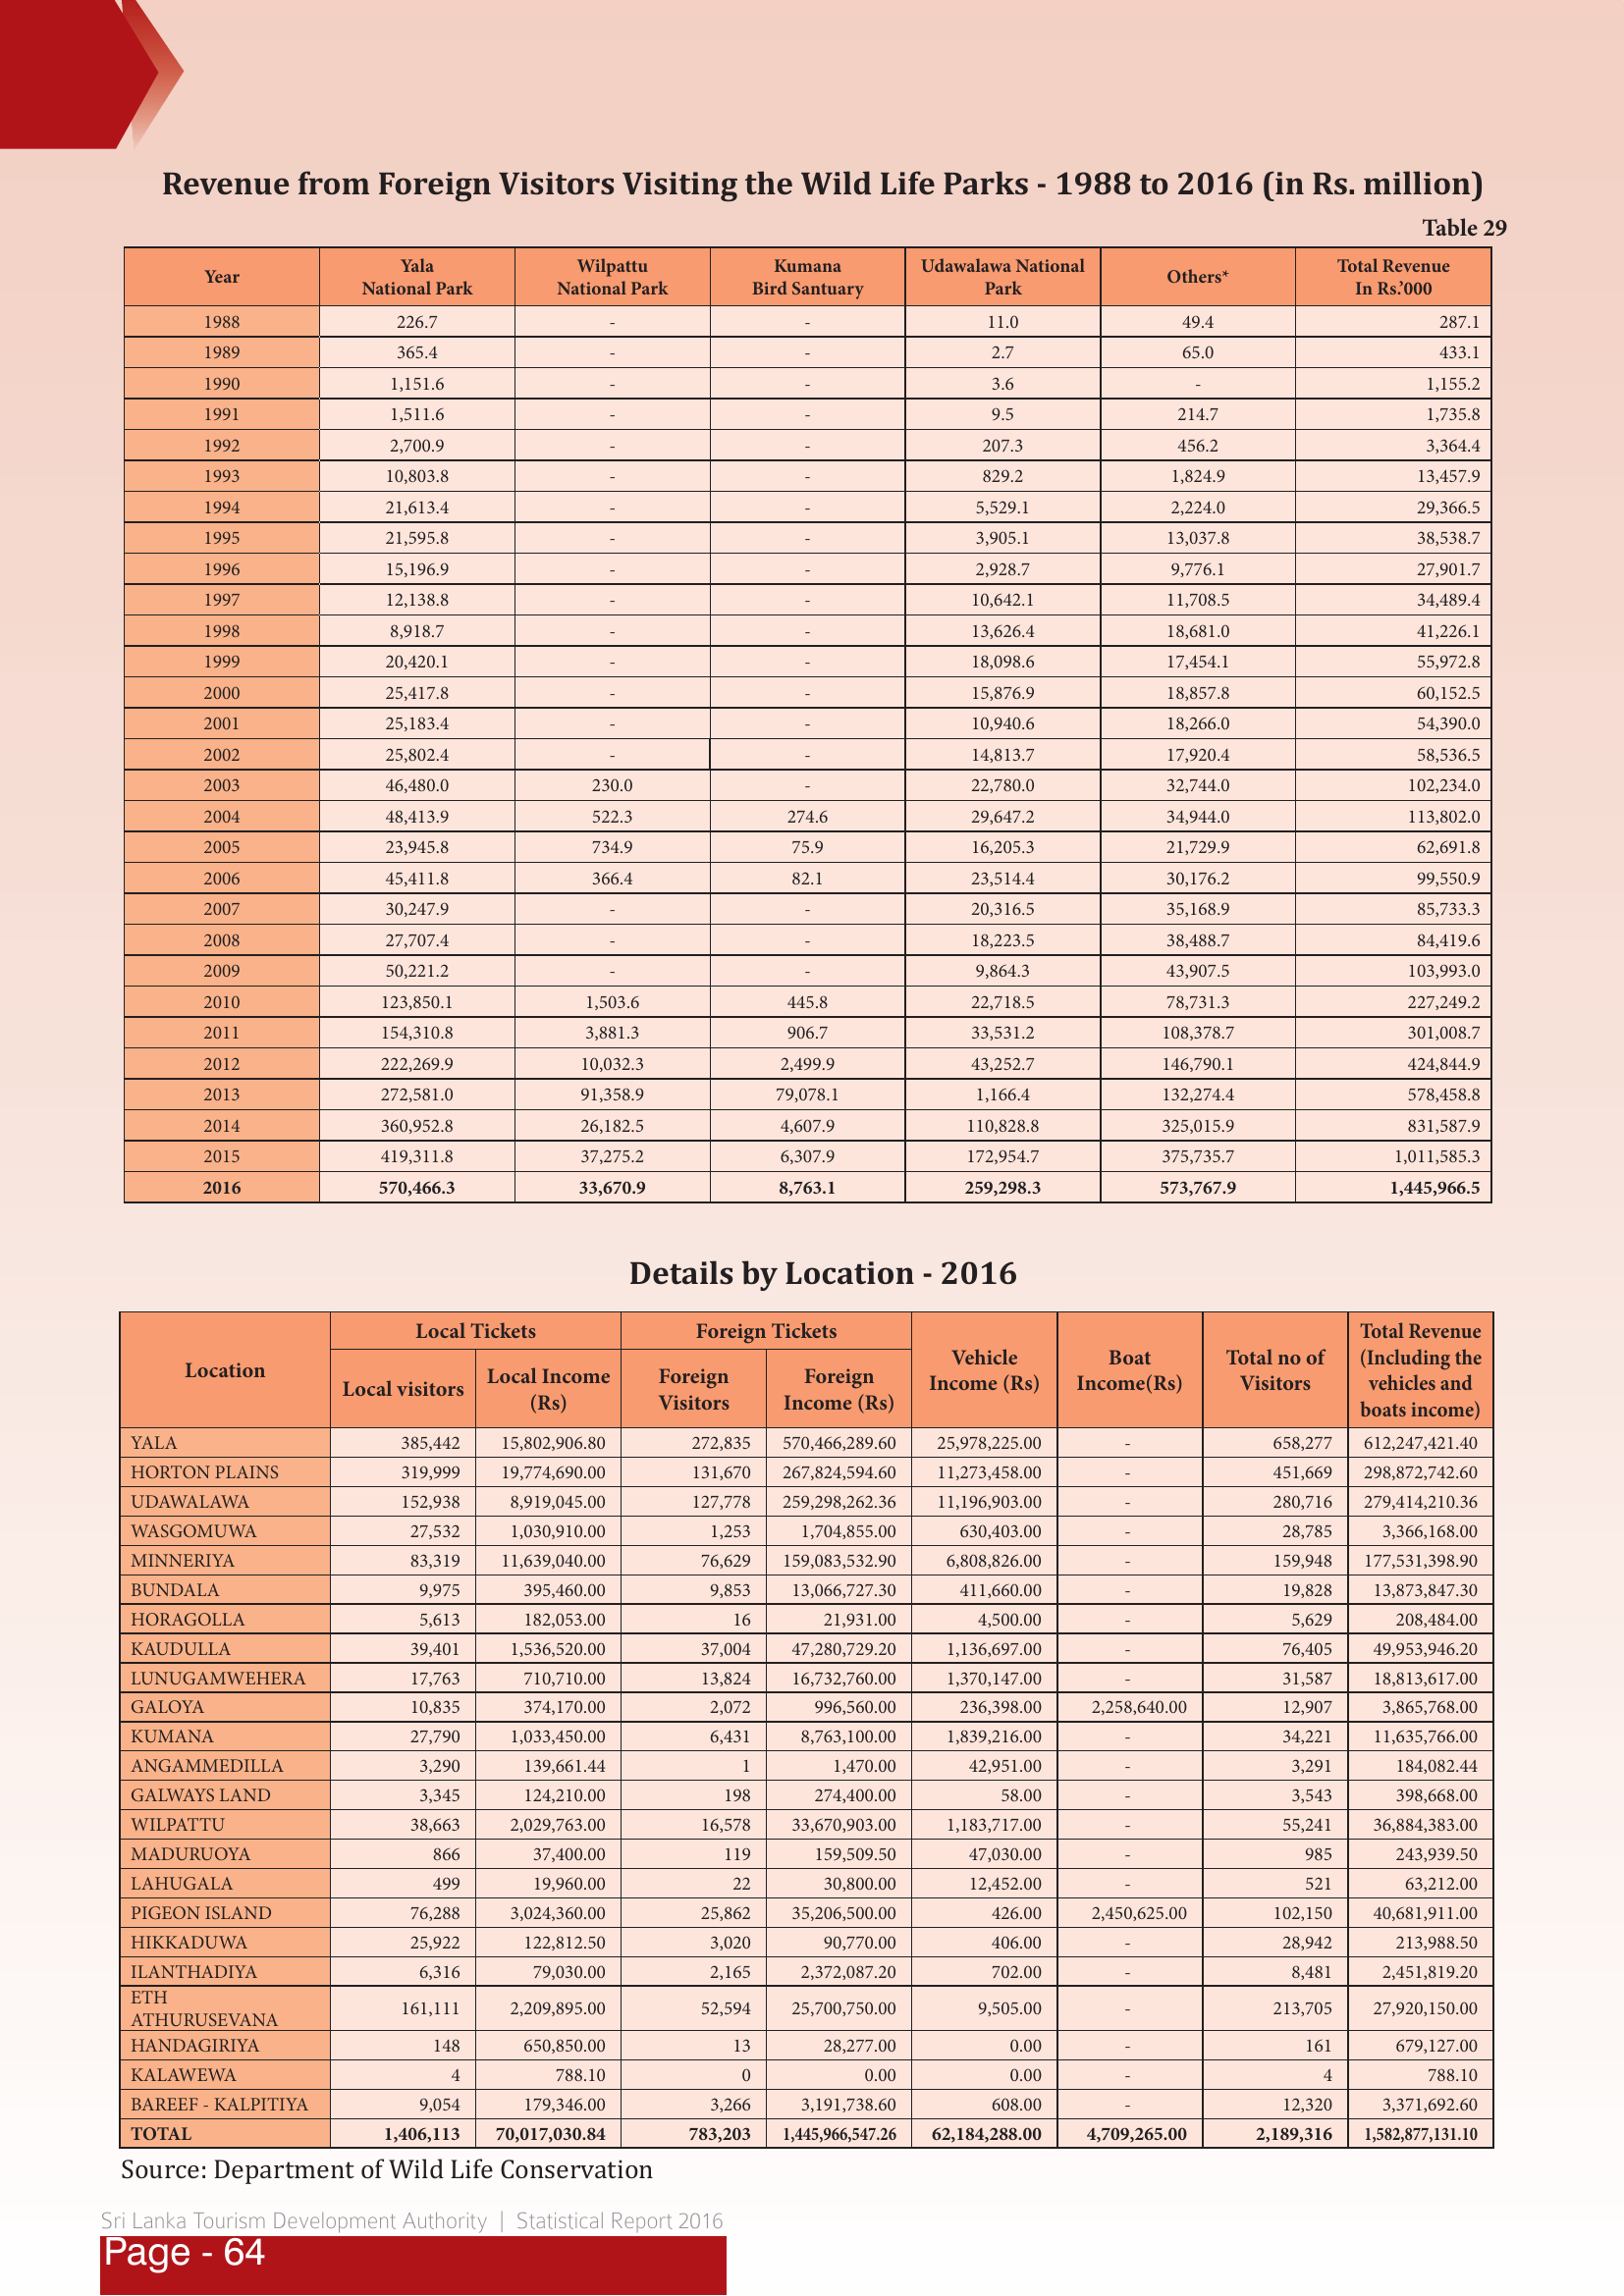 Revenue from Foreign Visitors Visiting the Wild Life Parks - 1988 to 2016 (in Rs. million)
Table 29
Year Yala National Park Wilpattu National Park Kumana Bird Santuary Udawalawa National Park Others* Total Revenue In Rs.'000
1988 226.7 - - 11.0 49.4 287.1
1989 365.4 - - 2.7 65.0 433.1
1990 1,151.6 - - 3.6 - 1,155.2
1991 1,511.6 - - 9.5 214.7 1,735.8
1992 2,700.9 - - 207.3 456.2 3,364.4
1993 10,803.8 - - 829.2 1,824.9 13,457.9
1994 21,613.4 - - 5,529.1 2,224.0 29,366.5
1995 21,595.8 - - 3,905.1 13,037.8 38,538.7
1996 15,196.9 - - 2,928.7 9,776.1 27,901.7
1997 12,138.8 - - 10,642.1 11,708.5 34,489.4
1998 8,918.7 - - 13,626.4 18,681.0 41,226.1
1999 20,420.1 - - 18,098.6 17,454.1 55,972.8
2000 25,417.8 - - 15,876.9 18,857.8 60,152.5
2001 25,183.4 - - 10,940.6 18,266.0 54,390.0
2002 25,802.4 - - 14,813.7 17,920.4 58,536.5
2003 46,480.0 230.0 - 22,780.0 32,744.0 102,234.0
2004 48,413.9 522.3 274.6 29,647.2 34,944.0 113,802.0
2005 23,945.8 734.9 75.9 16,205.3 21,729.9 62,691.8
2006 45,411.8 366.4 82.1 23,514.4 30,176.2 99,550.9
2007 30,247.9 - - 20,316.5 35,168.9 85,733.3
2008 27,707.4 - - 18,223.5 38,488.7 84,419.6
2009 50,221.2 - - 9,864.3 43,907.5 103,993.0
2010 123,850.1 1,503.6 445.8 22,718.5 78,731.3 227,249.2
2011 154,310.8 3,881.3 906.7 33,531.2 108,378.7 301,008.7
2012 222,269.9 10,032.3 2,499.9 43,252.7 146,790.1 424,844.9
2013 272,581.0 91,358.9 79,078.1 1,166.4 132,274.4 578,458.8
2014 360,952.8 26,182.5 4,607.9 110,828.8 325,015.9 831,587.9
2015 419,311.8 37,275.2 6,307.9 172,954.7 375,735.7 1,011,585.3
2016 570,466.3 33,670.9 8,763.1 259,298.3 573,767.9 1,445,966.5
Details by Location - 2016
Location Local Tickets Foreign Tickets Vehicle Income (Rs) Boat Income(Rs) Total no of Visitors Total Revenue (Including the vehicles and boats income)
Local visitors Local Income (Rs) Foreign Visitors Foreign Income (Rs)
YALA 385,442 15,802,906.80 272,835 570,466,289.60 25,978,225.00 - 658,277 612,247,421.40
HORTON PLAINS 319,999 19,774,690.00 131,670 267,824,594.60 11,273,458.00 - 451,669 298,872,742.60
UDAWALAWA 152,938 8,919,045.00 127,778 259,298,262.36 11,196,903.00 - 280,716 279,414,210.36
WASGOMUWA 27,532 1,030,910.00 1,253 1,704,855.00 630,403.00 - 28,785 3,366,168.00
MINNERIYA 83,319 11,639,040.00 76,629 159,083,532.90 6,808,826.00 - 159,948 177,531,398.90
BUNDALA 9,975 395,460.00 9,853 13,066,727.30 411,660.00 - 19,828 13,873,847.30
HORAGOLLA 5,613 182,053.00 16 21,931.00 4,500.00 - 5,629 208,484.00
KAUDULLA 39,401 1,536,520.00 37,004 47,280,729.20 1,136,697.00 - 76,405 49,953,946.20
LUNUGAMWEHERA 17,763 710,710.00 13,824 16,732,760.00 1,370,147.00 - 31,587 18,813,617.00
GALOYA 10,835 374,170.00 2,072 996,560.00 236,398.00 2,258,640.00 12,907 3,865,768.00
KUMANA 27,790 1,033,450.00 6,431 8,763,100.00 1,839,216.00 - 34,221 11,635,766.00
ANGAMMEDILLA 3,290 139,661.44 1 1,470.00 42,951.00 - 3,291 184,082.44
GALWAYS LAND 3,345 124,210.00 198 274,400.00 58.00 - 3,543 398,668.00
WILPATTU 38,663 2,029,763.00 16,578 33,670,903.00 1,183,717.00 - 55,241 36,884,383.00
MADURUOYA 866 37,400.00 119 159,509.50 47,030.00 - 985 243,939.50
LAHUGALA 499 19,960.00 22 30,800.00 12,452.00 - 521 63,212.00
PIGEON ISLAND 76,288 3,024,360.00 25,862 35,206,500.00 426.00 2,450,625.00 102,150 40,681,911.00
HIKKADUWA 25,922 122,812.50 3,020 90,770.00 406.00 - 28,942 213,988.50
ILANTHADIYA 6,316 79,030.00 2,165 2,372,087.20 702.00 - 8,481 2,451,819.20
ETH ATHURUSEVANA 161,111 2,209,895.00 52,594 25,700,750.00 9,505.00 - 213,705 27,920,150.00
HANDAGIRIYA 148 650,850.00 13 28,277.00 0.00 - 161 679,127.00
KALAWEWA 4 788.10 0 0.00 0.00 - 4 788.10
BAREEF - KALPITIYA 9,054 179,346.00 3,266 3,191,738.60 608.00 - 12,320 3,371,692.60
TOTAL 1,406,113 70,017,030.84 783,203 1,445,966,547.26 62,184,288.00 4,709,265.00 2,189,316 1,582,877,131.10
Source: Department of Wild Life Conservation
Sri Lanka Tourism Development Authority | Statistical Report 2016
Page - 64